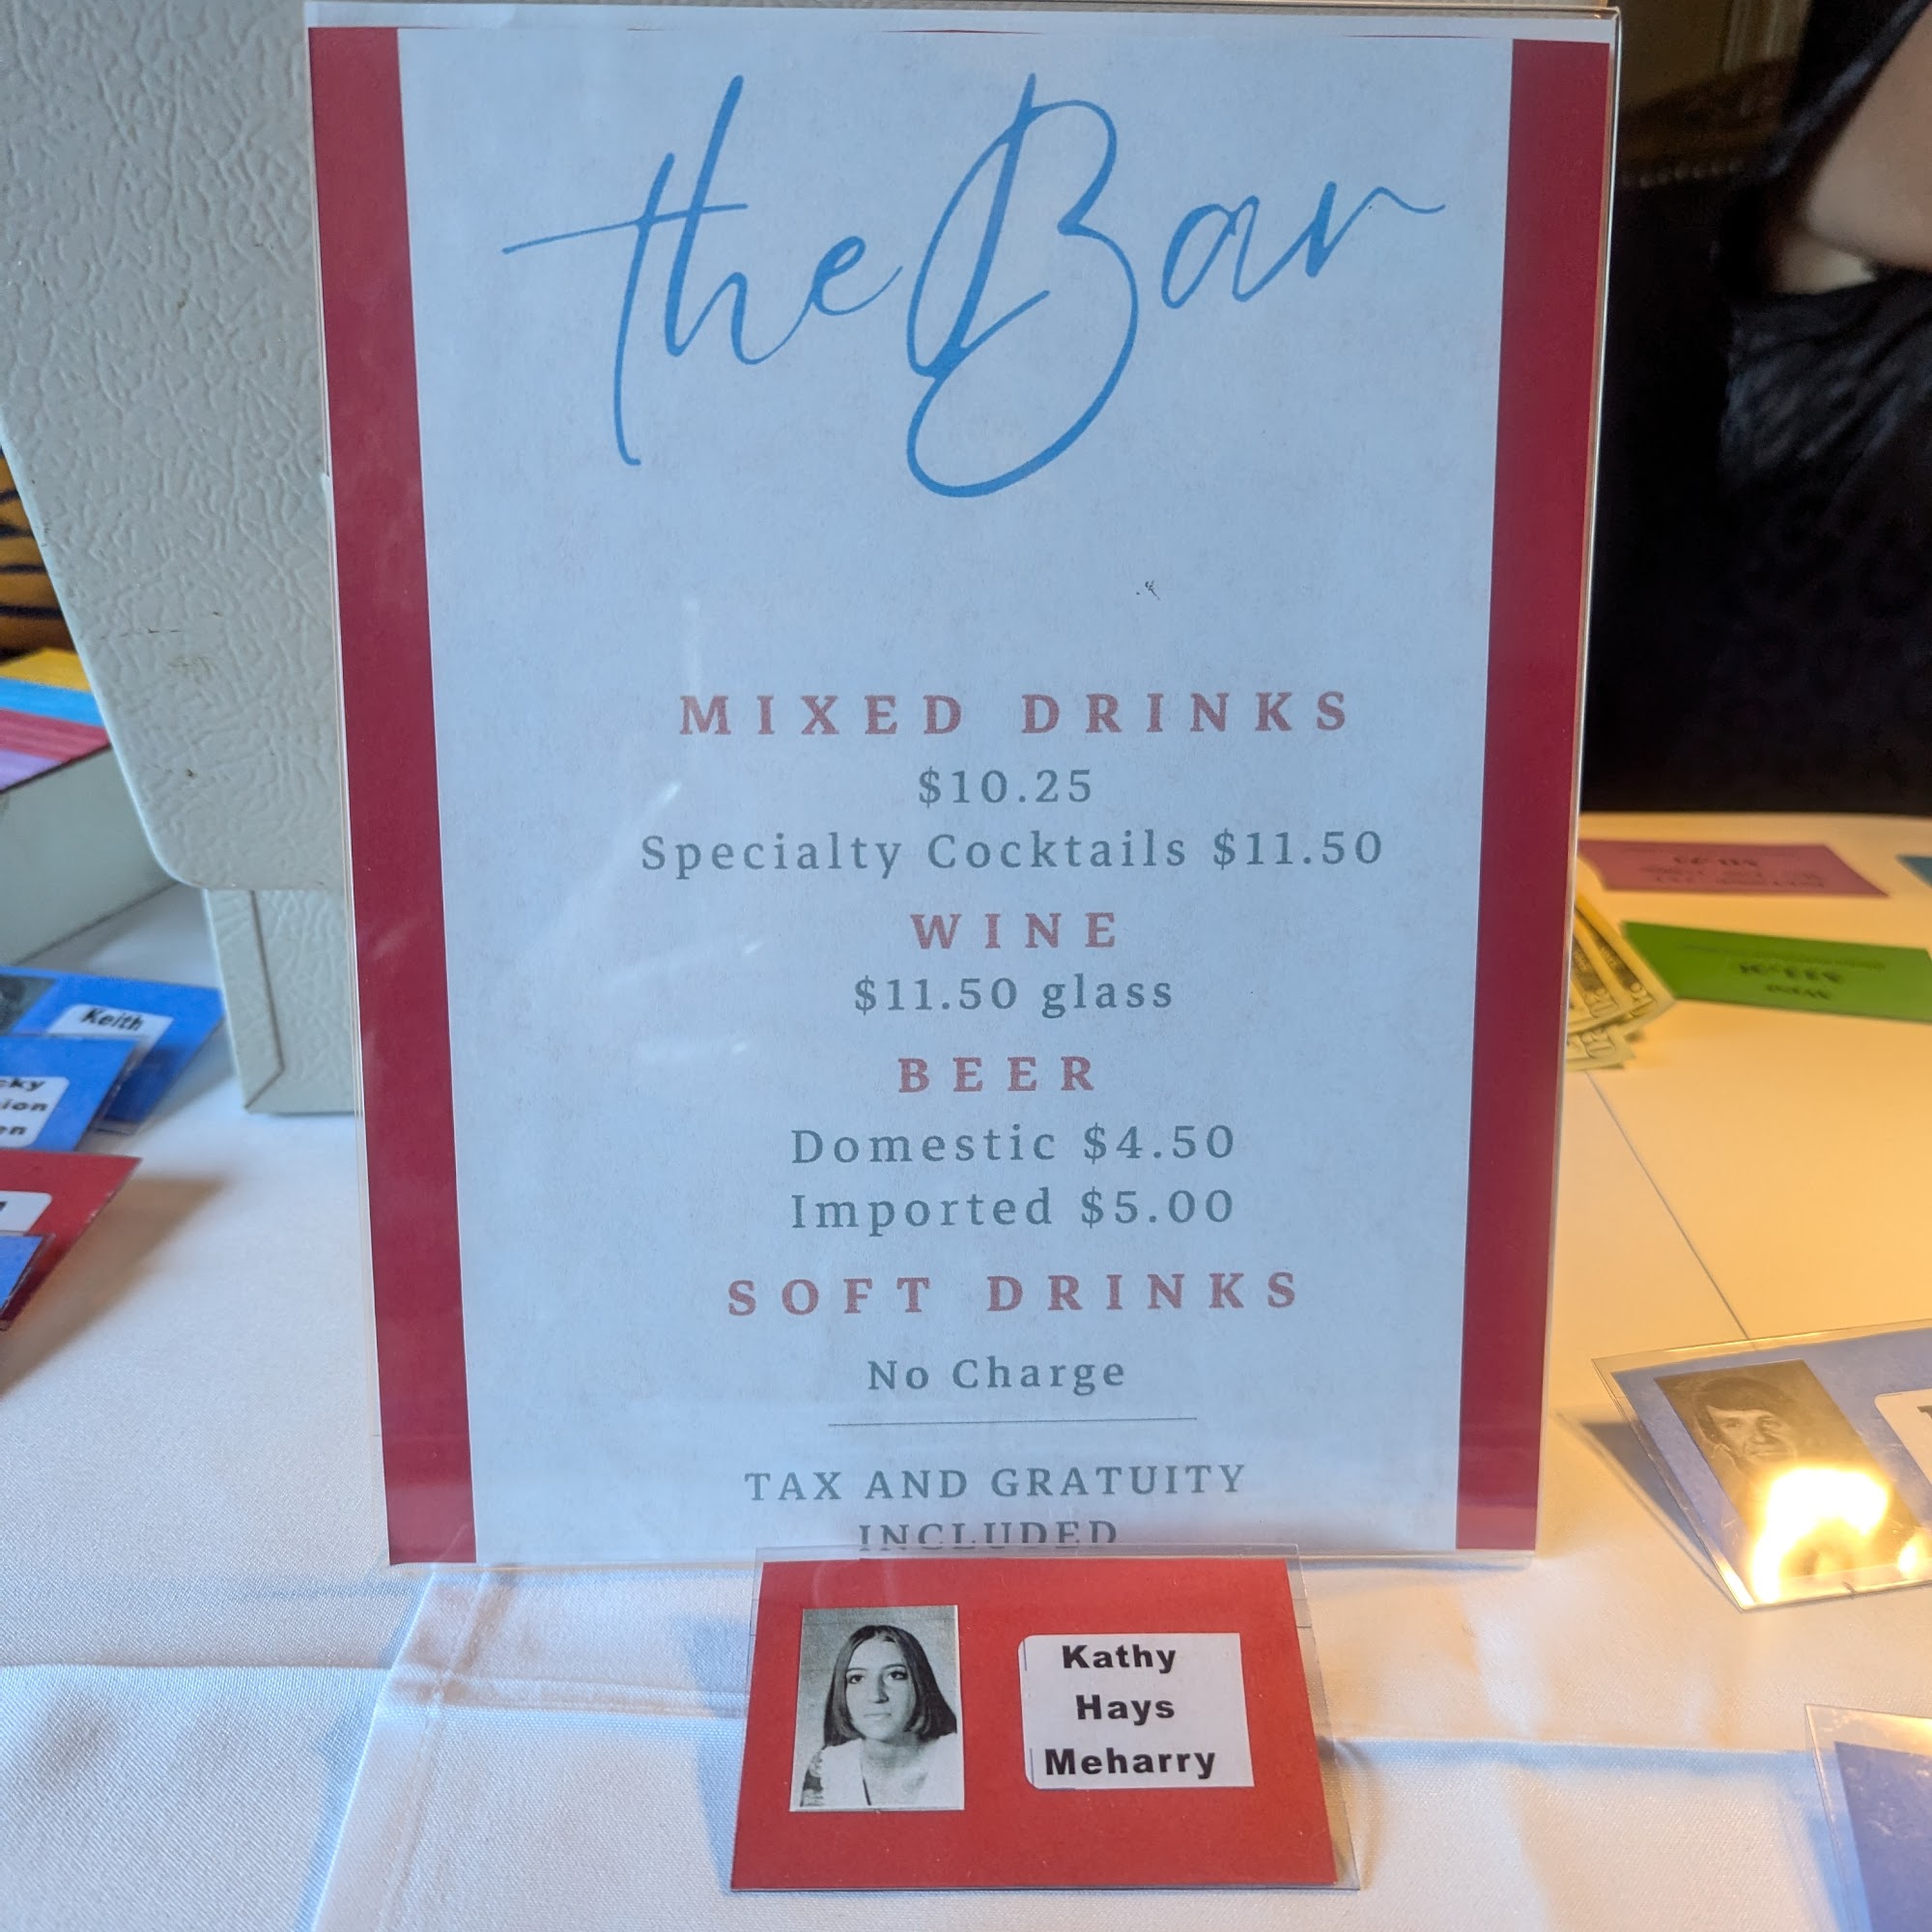 the Bar
MIXED DRINKS
$10.25
Specialty Cocktails $11.50
WINE
$11.50 glass
BEER
Domestic $4.50
Imported $5.00
SOFT DRINKS
No Charge
TAX AND GRATUITY
INCLUDED
Kathy
Hays
Meharry
Keith